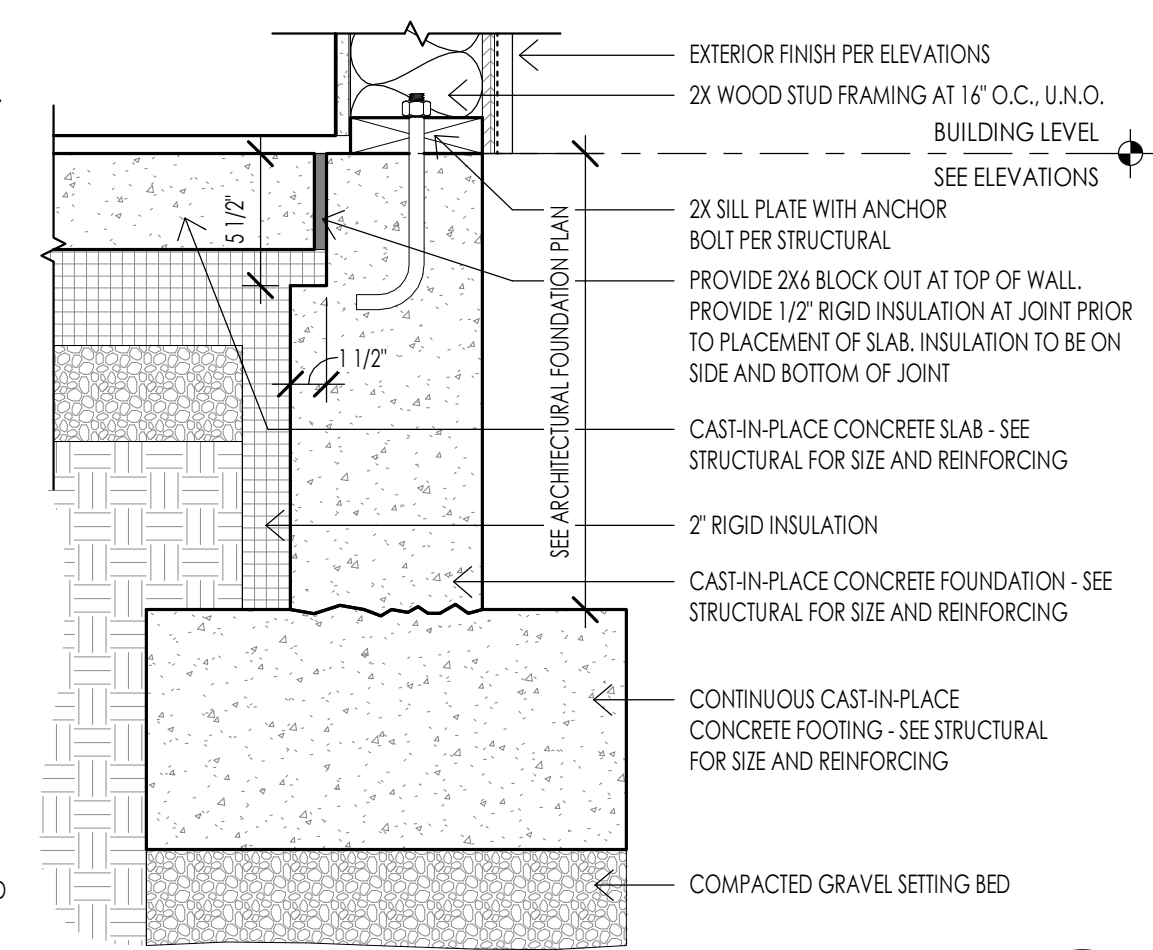 EXTERIOR FINISH PER ELEVATIONS
2X WOOD STUD FRAMING AT 16" O.C., U.N.O.
BUILDING LEVEL
SEE ELEVATIONS
2X SILL PLATE WITH ANCHOR
BOLT PER STRUCTURAL
PROVIDE 2X6 BLOCK OUT AT TOP OF WALL.
PROVIDE 1/2" RIGID INSULATION AT JOINT PRIOR
TO PLACEMENT OF SLAB. INSULATION TO BE ON
SIDE AND BOTTOM OF JOINT
5 1/2"
1 1/2"
SEE ARCHITECTURAL FOUNDATION PLAN
CAST-IN-PLACE CONCRETE SLAB - SEE
STRUCTURAL FOR SIZE AND REINFORCING
2" RIGID INSULATION
CAST-IN-PLACE CONCRETE FOUNDATION - SEE
STRUCTURAL FOR SIZE AND REINFORCING
CONTINUOUS CAST-IN-PLACE
CONCRETE FOOTING - SEE STRUCTURAL
FOR SIZE AND REINFORCING
COMPACTED GRAVEL SETTING BED